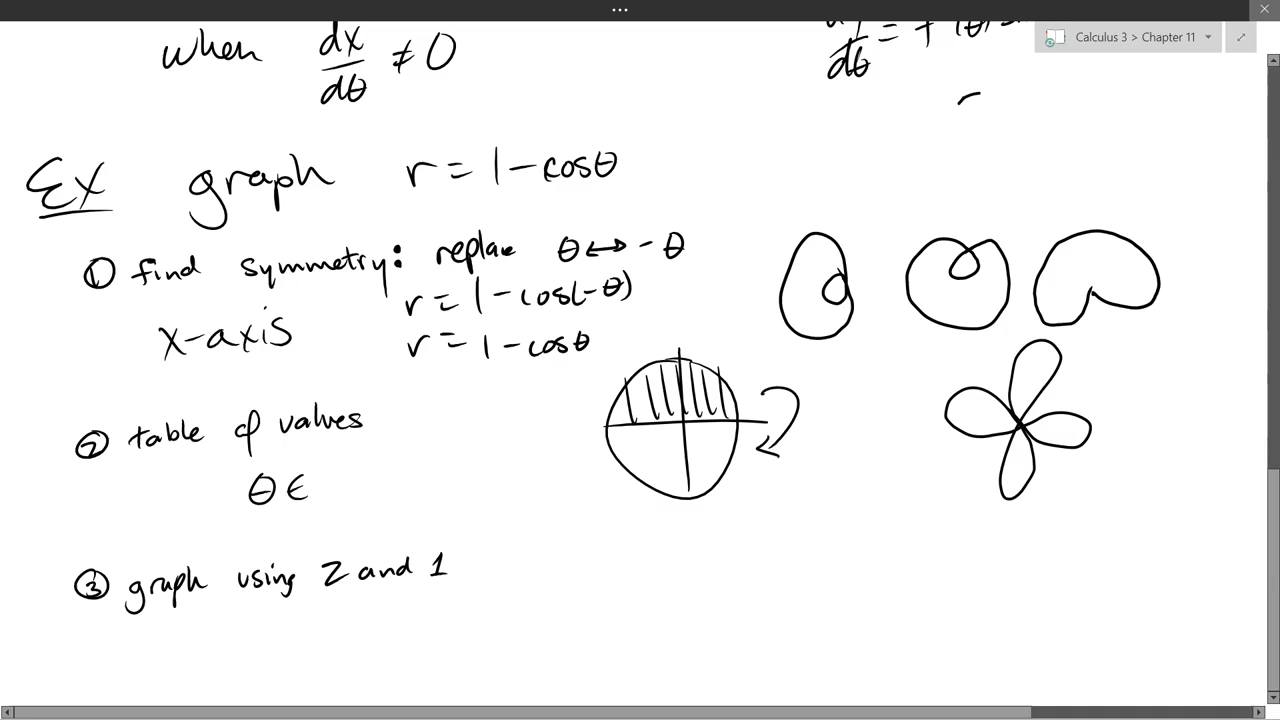 when dx/dθ ≠ 0
Calculus 3 > Chapter 11
Ex graph r = 1 - cosθ
① find symmetry: replace θ ↔ -θ
r = 1 - cos(-θ)
x-axis r = 1 - cosθ
② table of values
θ ∈
③ graph using 2 and 1